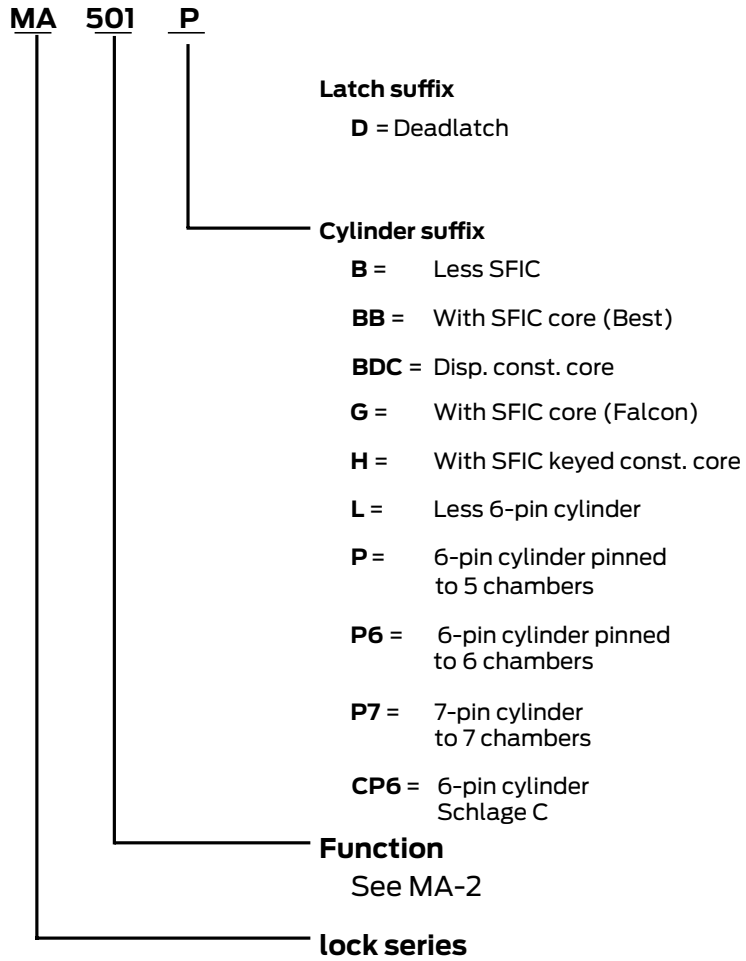 MA 501 P
Latch suffix
D = Deadlatch
Cylinder suffix
B = Less SFIC
BB = With SFIC core (Best)
BDC = Disp. const. core
G = With SFIC core (Falcon)
H = With SFIC keyed const. core
L = Less 6-pin cylinder
P = 6-pin cylinder pinned
to 5 chambers
P6 = 6-pin cylinder pinned
to 6 chambers
P7 = 7-pin cylinder
to 7 chambers
CP6 = 6-pin cylinder
Schlage C
Function
See MA-2
lock series